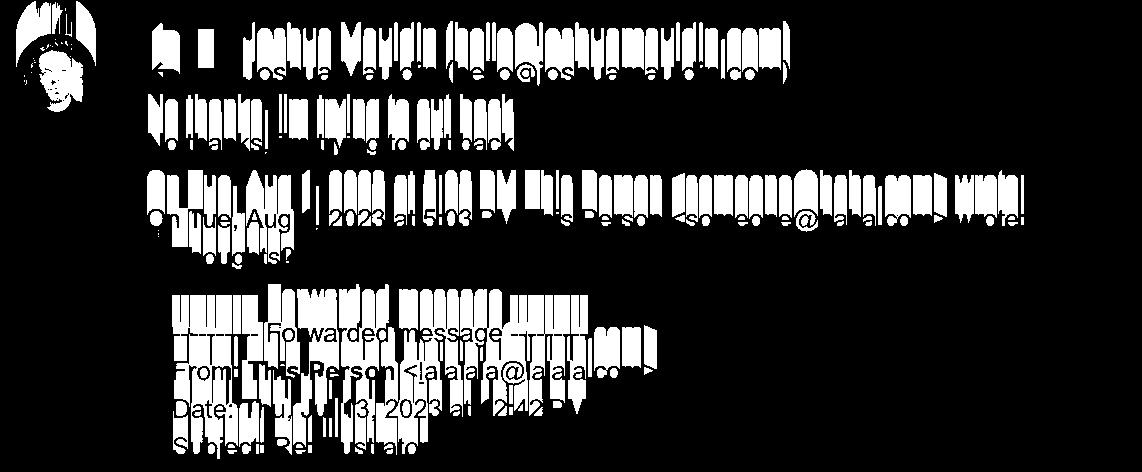 Joshua Mauldin (hello@joshuamauldin.com)
No thanks, I'm trying to cut back.
On Tue, Aug 1, 2023 at 5:03 PM This Person <someone@haha.com> wrote:
Thoughts?
---------- Forwarded message ----------
From: This Person <lalalala@lalala.com>
Date: Thu, Jul 13, 2023 at 12:42 PM
Subject: Re: Illustrator